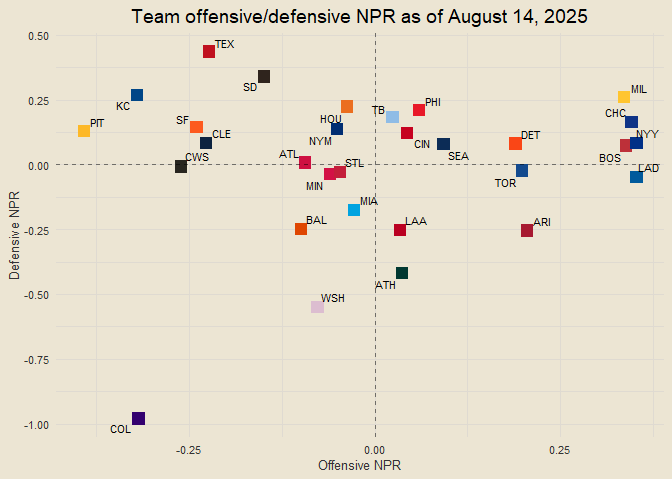 Team offensive/defensive NPR as of August 14, 2025
0.50
TEX
SD
0.25
KC
MIL
HOU
TB
PHI
CHC
PIT
SF
CLE
NYM
CIN
SEA
DET
NYY
BOS
0.00
CWS
ATL
STL
MIN
TOR
LAD
MIA
BAL
LAA
ARI
-0.25
ATH
WSH
-0.50
-0.75
COL
-1.00
Defensive NPR
-0.25
0.00
0.25
Offensive NPR